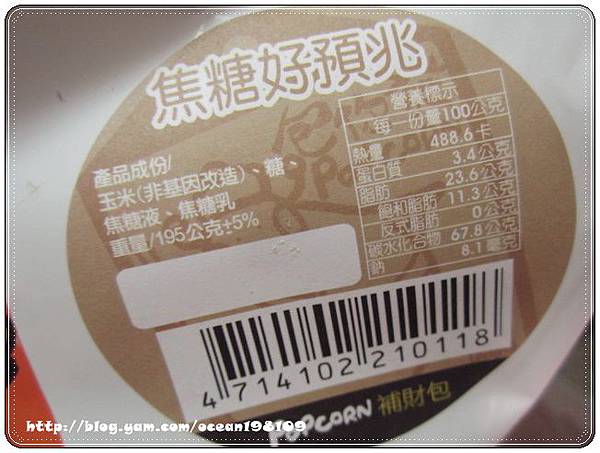 焦糖好預兆
產品成份/
玉米(非基因改造)、糖、
焦糖液、焦糖乳
重量/195公克±5%
營養標示
每一份量100公克
熱量 488.6卡
蛋白質 3.4公克
脂肪 23.6公克
飽和脂肪 11.3公克
反式脂肪 0公克
碳水化合物 67.8公克
鈉 8.1毫克
4 714102 210118
POPCORN 補財包
http://blog.yam.com/ocean198109